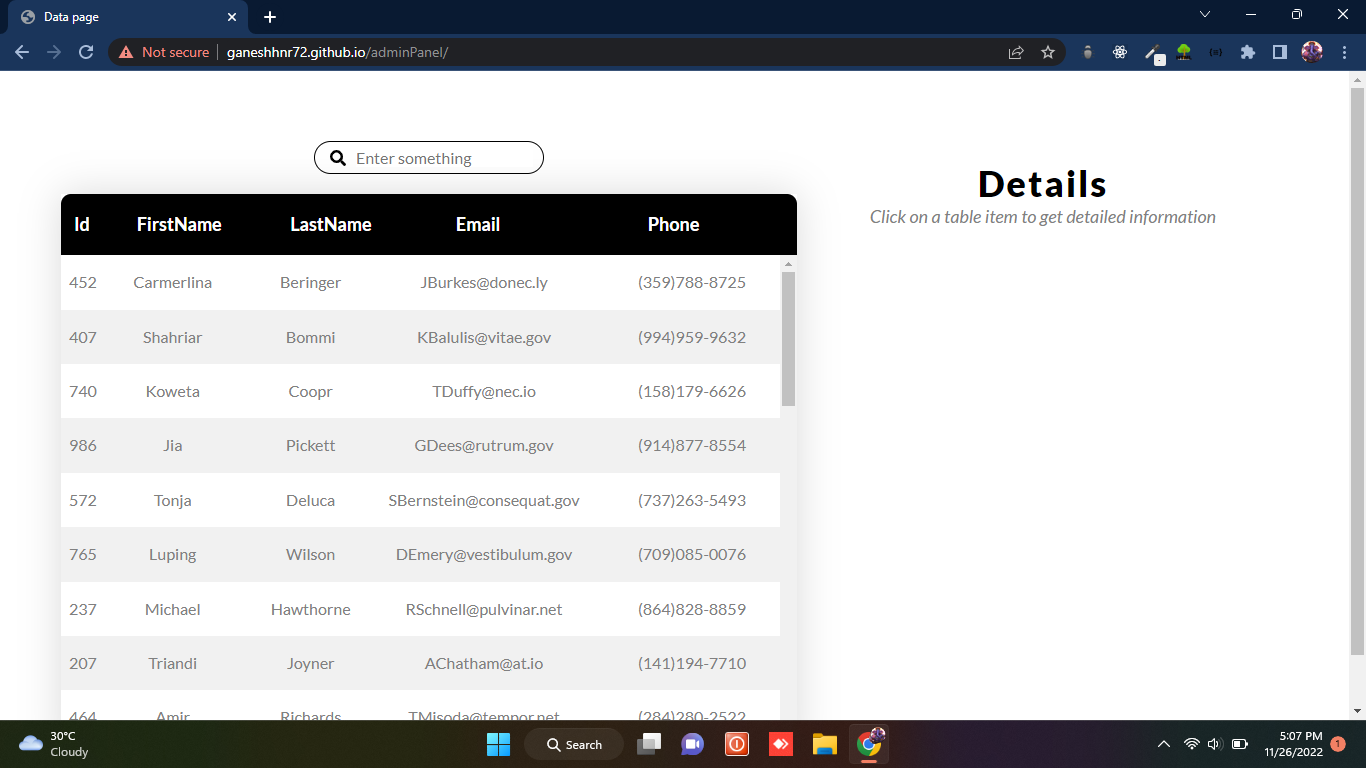 Data page
Not secure ganeshhnr72.github.io/adminPanel/
Enter something
Details
Click on a table item to get detailed information
Id FirstName LastName Email Phone
452 Carmerlina Beringer JBurkes@donec.ly (359)788-8725
407 Shahriar Bommi KBalulis@vitae.gov (994)959-9632
740 Koweta Coopr TDuffy@nec.io (158)179-6626
986 Jia Pickett GDees@rutrum.gov (914)877-8554
572 Tonja Deluca SBernstein@consequat.gov (737)263-5493
765 Luping Wilson DEmery@vestibulum.gov (709)085-0076
237 Michael Hawthorne RSchnell@pulvinar.net (864)828-8859
207 Triandi Joyner AChatham@at.io (141)194-7710
464 Amir Richards TMisoda@tempor.net (284)280-2522
30°C
Cloudy
Search
5:07 PM
11/26/2022
1